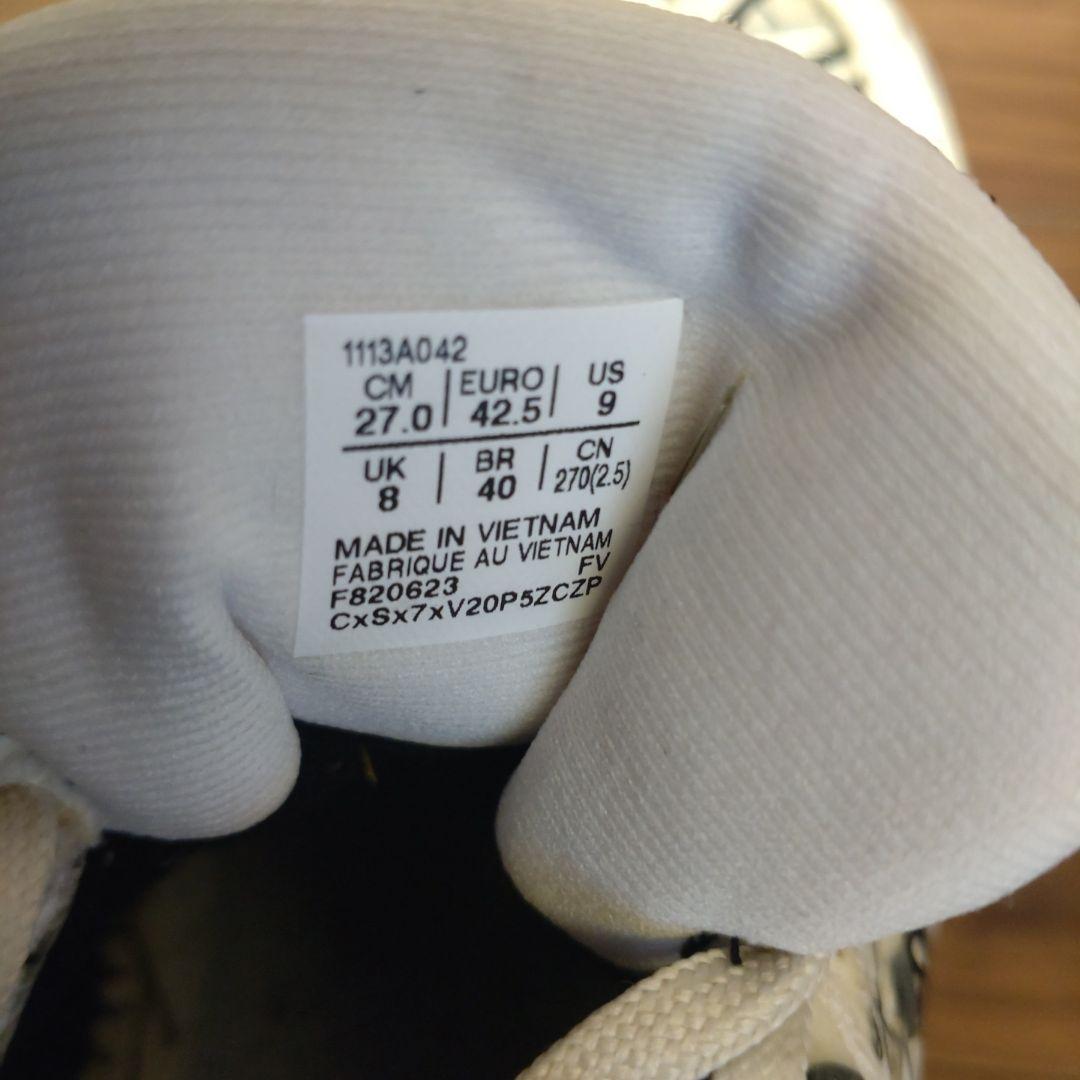 1113A042
CM | EURO | US
27.0 | 42.5 | 9
UK | BR | CN
8 | 40 | 270(2.5)
MADE IN VIETNAM
FABRIQUE AU VIETNAM
F820623 FV
CxSx7xV20P5ZCZP